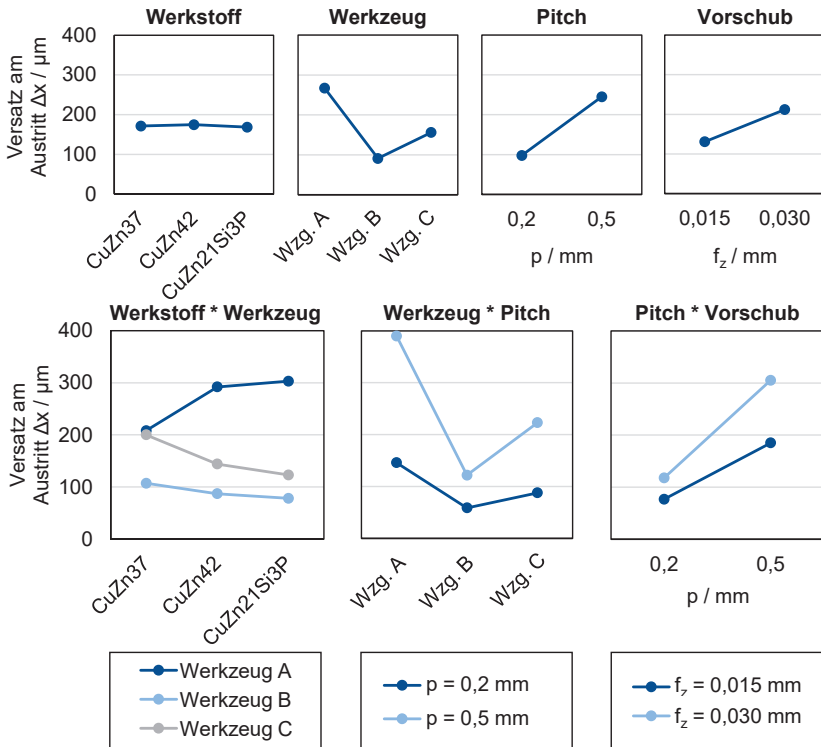 Werkstoff Werkzeug Pitch Vorschub
Versatz am
Austritt Δx / µm
400
300
200
100
0
CuZn37 CuZn42 CuZn21Si3P
Wzg. A Wzg. B Wzg. C
0,2 0,5
p / mm
0,015 0,030
f_z / mm
Werkstoff * Werkzeug Werkzeug * Pitch Pitch * Vorschub
Versatz am
Austritt Δx / µm
400
300
200
100
0
CuZn37 CuZn42 CuZn21Si3P
Wzg. A Wzg. B Wzg. C
0,2 0,5
p / mm
Werkzeug A
Werkzeug B
Werkzeug C
p = 0,2 mm
p = 0,5 mm
f_z = 0,015 mm
f_z = 0,030 mm